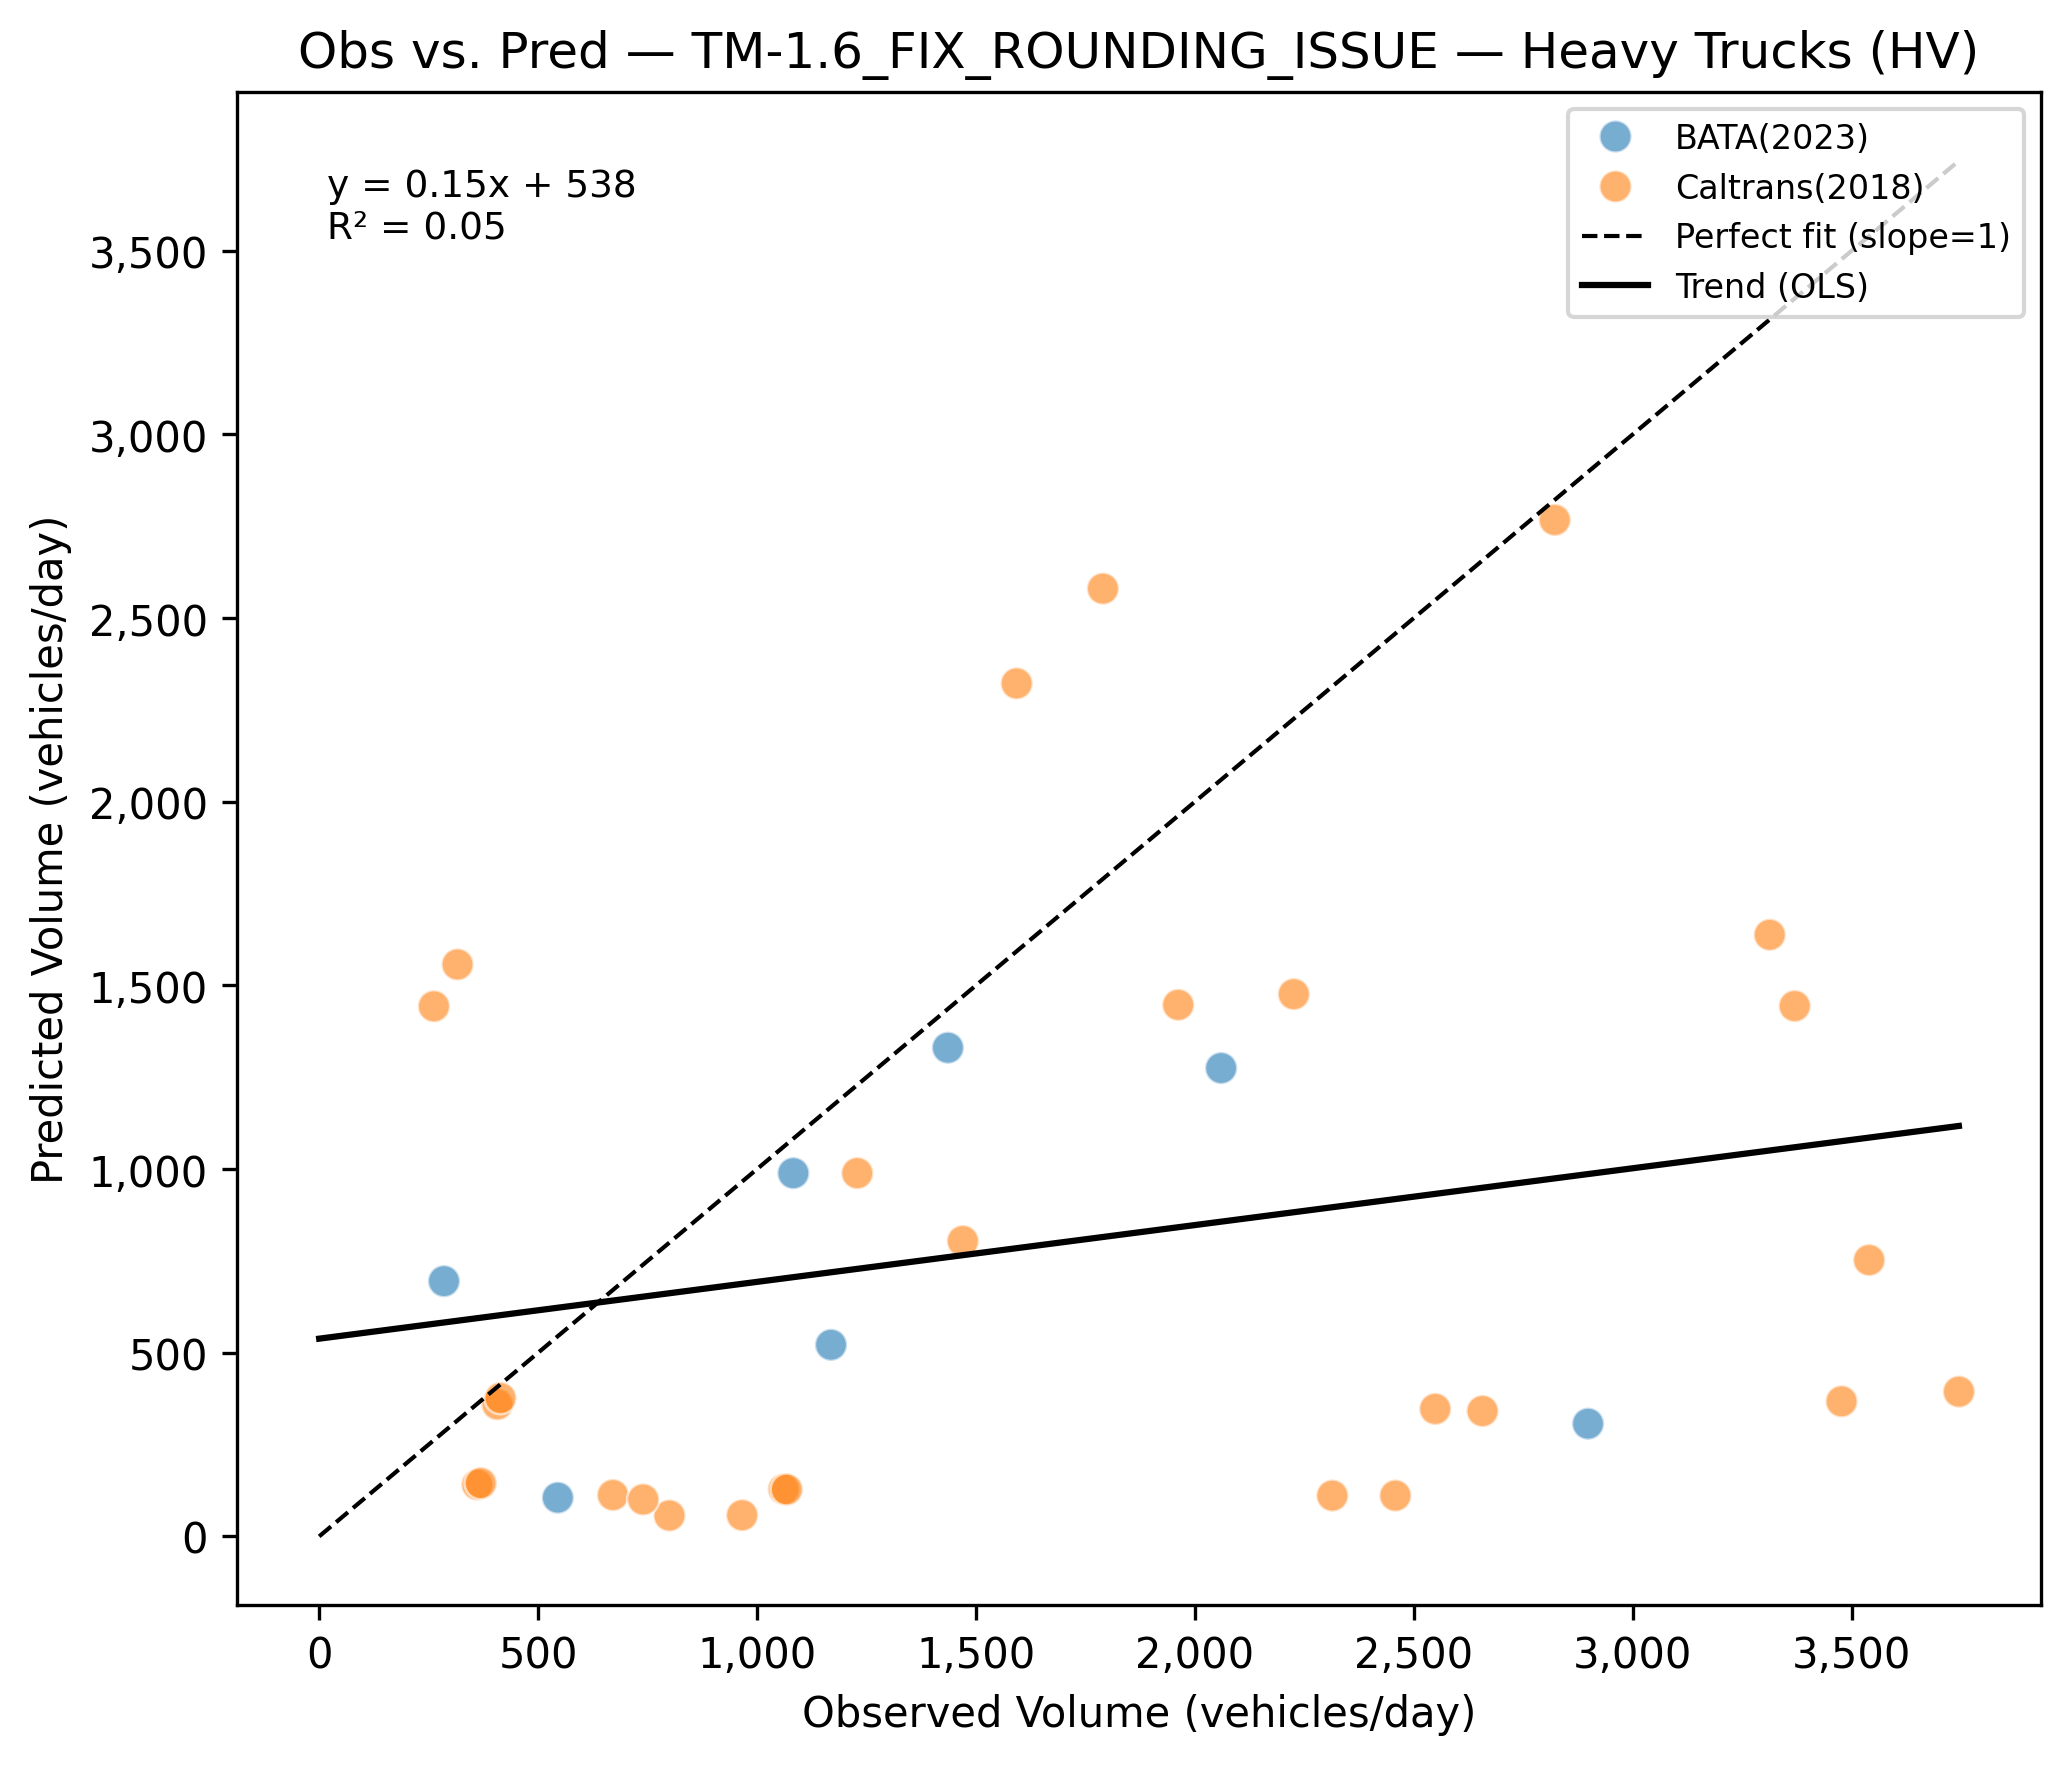 Obs vs. Pred — TM-1.6_FIX_ROUNDING_ISSUE — Heavy Trucks (HV)
y = 0.15x + 538
R² = 0.05
BATA(2023)
Caltrans(2018)
Perfect fit (slope=1)
Trend (OLS)
Predicted Volume (vehicles/day)
3,500
3,000
2,500
2,000
1,500
1,000
500
0
0 500 1,000 1,500 2,000 2,500 3,000 3,500
Observed Volume (vehicles/day)